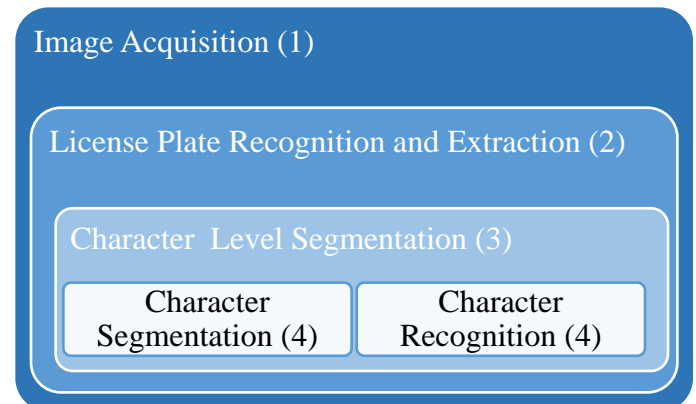 Image Acquisition (1)
License Plate Recognition and Extraction (2)
Character Level Segmentation (3)
Character
Segmentation (4)
Character
Recognition (4)